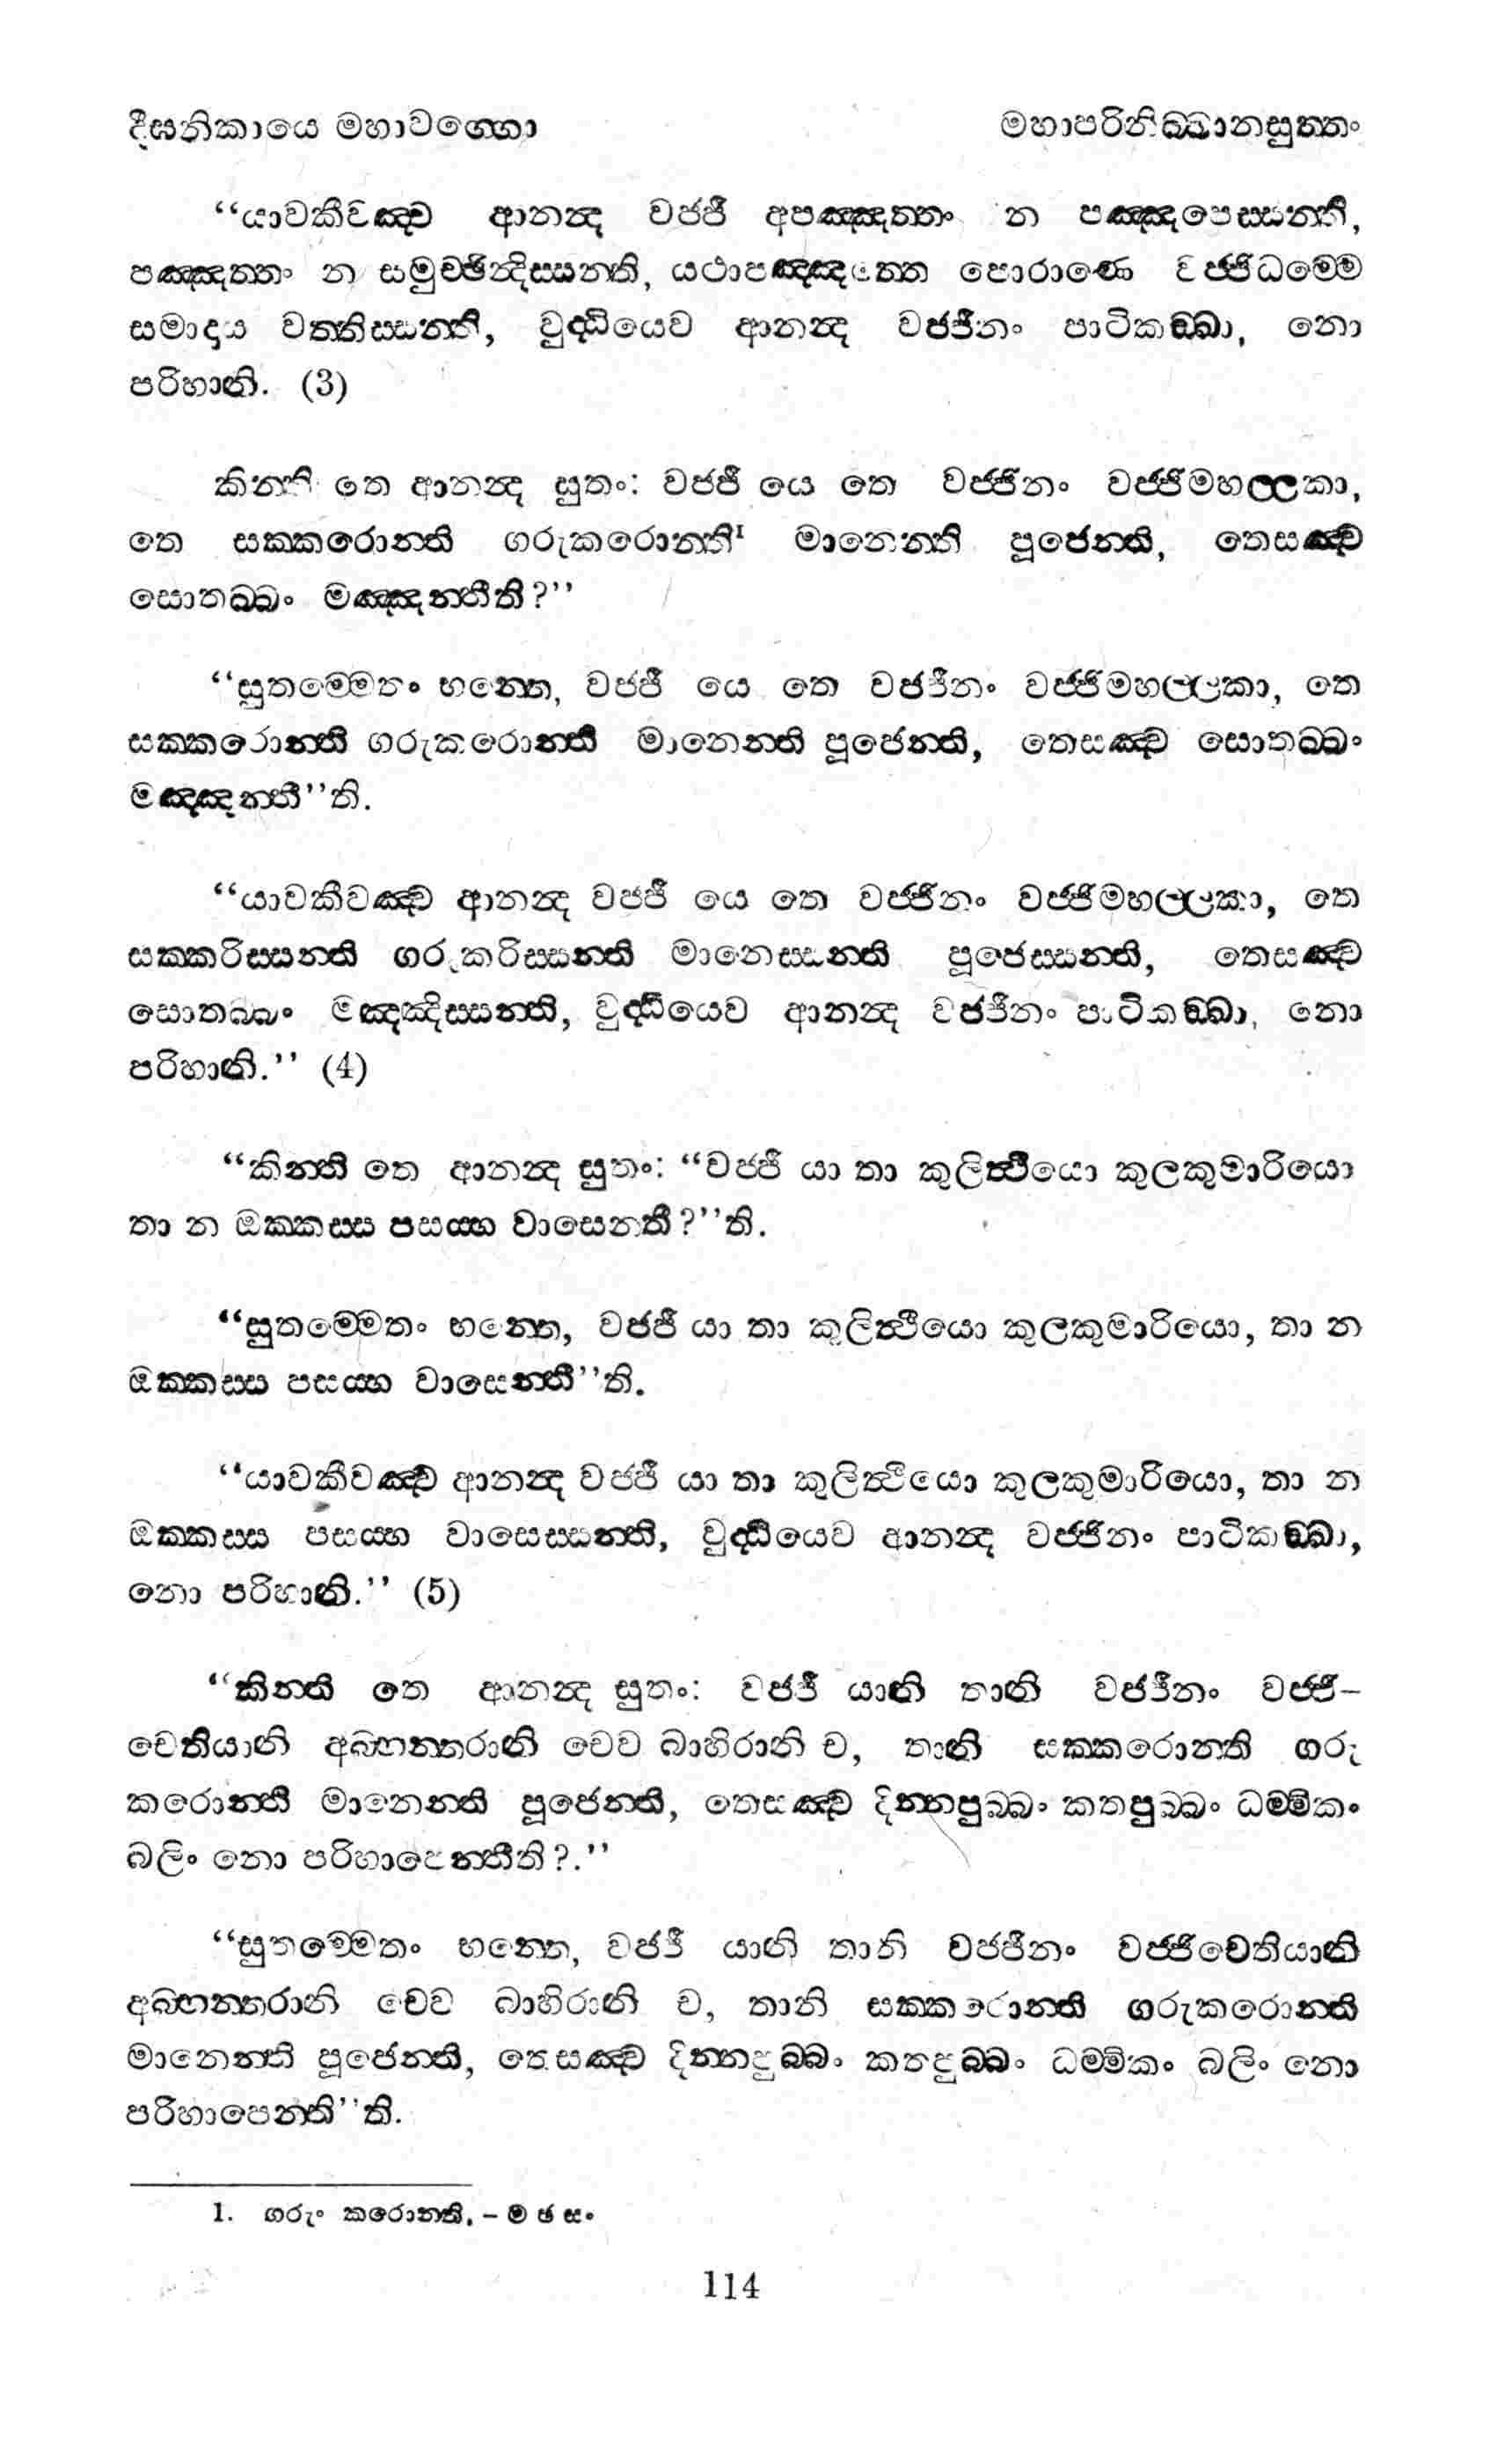 දීඝනිකායෙ මහාවග්ගො
මහාපරිනිබ්බානසුත්තං
“යාවකීවඤ්ච ආනන්ද වජ්ජී අපඤ්ඤත්තං න පඤ්ඤපෙස්සන්ති,
පඤ්ඤත්තං න සමුච්ඡින්දිස්සන්ති, යථාපඤ්ඤත්තෙ පොරාණෙ වජ්ජිධම්මෙ
සමාදාය වත්තිස්සන්ති, වුද්ධියෙව ආනන්ද වජ්ජීනං පාටිකඞ්ඛා, නො
පරිහානි. (3)
කින්ති තෙ ආනන්ද සුතං: වජ්ජී යෙ තෙ වජ්ජීනං වජ්ජිමහල්ලකා,
තෙ සක්කරොන්ති ගරුකරොන්ති1 මානෙන්ති පූජෙන්ති, තෙසඤ්ච
සොතබ්බං මඤ්ඤන්තීති?”
“සුතම්මෙතං භන්තෙ, වජ්ජී යෙ තෙ වජ්ජීනං වජ්ජිමහල්ලකා, තෙ
සක්කරොන්ති ගරුකරොන්ති මානෙන්ති පූජෙන්ති, තෙසඤ්ච සොතබ්බං
මඤ්ඤන්තී”ති.
“යාවකීවඤ්ච ආනන්ද වජ්ජී යෙ තෙ වජ්ජීනං වජ්ජිමහල්ලකා, තෙ
සක්කරිස්සන්ති ගරුකරිස්සන්ති මානෙස්සන්ති පූජෙස්සන්ති, තෙසඤ්ච
සොතබ්බං මඤ්ඤිස්සන්ති, වුද්ධියෙව ආනන්ද වජ්ජීනං පාටිකඞ්ඛා, නො
පරිහානි.” (4)
“කින්ති තෙ ආනන්ද සුතං: “වජ්ජී යා තා කුලිත්ථියො කුලකුමාරියො
තා න ඔක්කස්ස පසය්හ වාසෙන්තී?”ති.
“සුතම්මෙතං භන්තෙ, වජ්ජී යා තා කුලිත්ථියො කුලකුමාරියො, තා න
ඔක්කස්ස පසය්හ වාසෙන්තී”ති.
“යාවකීවඤ්ච ආනන්ද වජ්ජී යා තා කුලිත්ථියො කුලකුමාරියො, තා න
ඔක්කස්ස පසය්හ වාසෙස්සන්ති, වුද්ධියෙව ආනන්ද වජ්ජීනං පාටිකඞ්ඛා,
නො පරිහානි.” (5)
“කින්ති තෙ ආනන්ද සුතං: වජ්ජී යානි තානි වජ්ජීනං වජ්ජි-
චෙතියානි අබ්භන්තරානි චෙව බාහිරානි ච, තානි සක්කරොන්ති ගරු
කරොන්ති මානෙන්ති පූජෙන්ති, තෙසඤ්ච දින්නපුබ්බං කතපුබ්බං ධම්මිකං
බලිං නො පරිහාපෙන්තීති?.”
“සුතම්මෙතං භන්තෙ, වජ්ජී යානි තානි වජ්ජීනං වජ්ජිචෙතියානි
අබ්භන්තරානි චෙව බාහිරානි ච, තානි සක්කරොන්ති ගරුකරොන්ති
මානෙන්ති පූජෙන්ති, තෙසඤ්ච දින්නපුබ්බං කතපුබ්බං ධම්මිකං බලිං නො
පරිහාපෙන්ති”ති.
1. ගරුං කරොන්ති, – ම ඡ සං
114